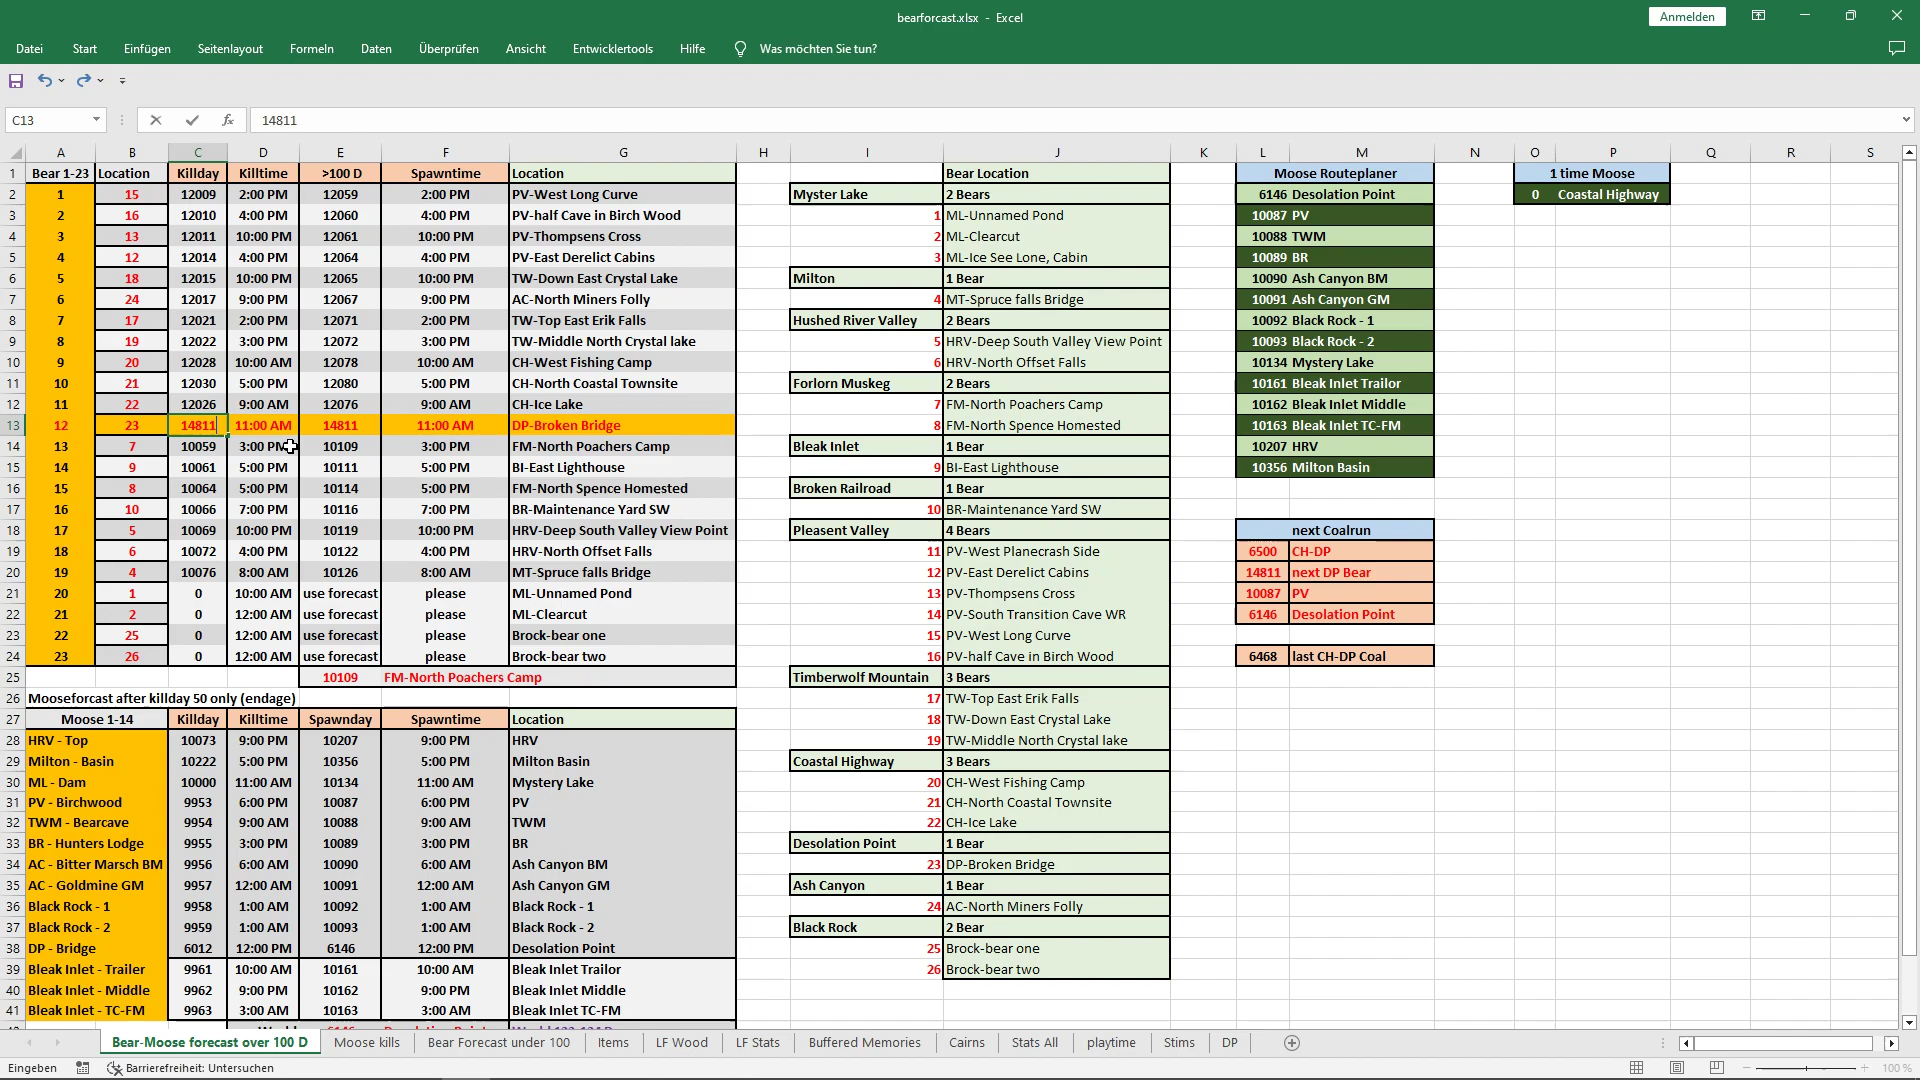 bearforcast.xlsx - Excel
Anmelden
Datei Start Einfügen Seitenlayout Formeln Daten Überprüfen Ansicht Entwicklertools Hilfe Was möchten Sie tun?
C13 fx 14811
A B C D E F G H I J K L M N O P Q R S
1 Bear 1-23 Location Killday Killtime >100 D Spawntime Location Bear Location Moose Routeplaner 1 time Moose
2 1 15 12009 2:00 PM 12059 2:00 PM PV-West Long Curve Myster Lake 2 Bears 6146 Desolation Point 0 Coastal Highway
3 2 16 12010 4:00 PM 12060 4:00 PM PV-half Cave in Birch Wood 1 ML-Unnamed Pond 10087 PV
4 3 13 12011 10:00 PM 12061 10:00 PM PV-Thompsens Cross 2 ML-Clearcut 10088 TWM
5 4 12 12014 4:00 PM 12064 4:00 PM PV-East Derelict Cabins 3 ML-Ice See Lone, Cabin 10089 BR
6 5 18 12015 10:00 PM 12065 10:00 PM TW-Down East Crystal Lake Milton 1 Bear 10090 Ash Canyon BM
7 6 24 12017 9:00 PM 12067 9:00 PM AC-North Miners Folly 4 MT-Spruce falls Bridge 10091 Ash Canyon GM
8 7 17 12021 2:00 PM 12071 2:00 PM TW-Top East Erik Falls Hushed River Valley 2 Bears 10092 Black Rock - 1
9 8 19 12022 3:00 PM 12072 3:00 PM TW-Middle North Crystal lake 5 HRV-Deep South Valley View Point 10093 Black Rock - 2
10 9 20 12028 10:00 AM 12078 10:00 AM CH-West Fishing Camp 6 HRV-North Offset Falls 10134 Mystery Lake
11 10 21 12030 5:00 PM 12080 5:00 PM CH-North Coastal Townsite Forlorn Muskeg 2 Bears 10161 Bleak Inlet Trailor
12 11 22 12026 9:00 AM 12076 9:00 AM CH-Ice Lake 7 FM-North Poachers Camp 10162 Bleak Inlet Middle
13 12 23 14811 11:00 AM 14811 11:00 AM DP-Broken Bridge 8 FM-North Spence Homested 10163 Bleak Inlet TC-FM
14 13 7 10059 3:00 PM 10109 3:00 PM FM-North Poachers Camp Bleak Inlet 1 Bear 10207 HRV
15 14 9 10061 5:00 PM 10111 5:00 PM BI-East Lighthouse 9 BI-East Lighthouse 10356 Milton Basin
16 15 8 10064 5:00 PM 10114 5:00 PM FM-North Spence Homested Broken Railroad 1 Bear
17 16 10 10066 7:00 PM 10116 7:00 PM BR-Maintenance Yard SW 10 BR-Maintenance Yard SW
18 17 5 10069 10:00 PM 10119 10:00 PM HRV-Deep South Valley View Point Pleasent Valley 4 Bears next Coalrun
19 18 6 10072 4:00 PM 10122 4:00 PM HRV-North Offset Falls 11 PV-West Planecrash Side 6500 CH-DP
20 19 4 10076 8:00 AM 10126 8:00 AM MT-Spruce falls Bridge 12 PV-East Derelict Cabins 14811 next DP Bear
21 20 1 0 10:00 AM use forecast please ML-Unnamed Pond 13 PV-Thompsens Cross 10087 PV
22 21 2 0 12:00 AM use forecast please ML-Clearcut 14 PV-South Transition Cave WR 6146 Desolation Point
23 22 25 0 12:00 AM use forecast please Brock-bear one 15 PV-West Long Curve
24 23 26 0 12:00 AM use forecast please Brock-bear two 16 PV-half Cave in Birch Wood 6468 last CH-DP Coal
25 10109 FM-North Poachers Camp Timberwolf Mountain 3 Bears
26 Mooseforcast after killday 50 only (endage) 17 TW-Top East Erik Falls
27 Moose 1-14 Killday Killtime Spawnday Spawntime Location 18 TW-Down East Crystal Lake
28 HRV - Top 10073 9:00 PM 10207 9:00 PM HRV 19 TW-Middle North Crystal lake
29 Milton - Basin 10222 5:00 PM 10356 5:00 PM Milton Basin Coastal Highway 3 Bears
30 ML - Dam 10000 11:00 AM 10134 11:00 AM Mystery Lake 20 CH-West Fishing Camp
31 PV - Birchwood 9953 6:00 PM 10087 6:00 PM PV 21 CH-North Coastal Townsite
32 TWM - Bearcave 9954 9:00 AM 10088 9:00 AM TWM 22 CH-Ice Lake
33 BR - Hunters Lodge 9955 3:00 PM 10089 3:00 PM BR Desolation Point 1 Bear
34 AC - Bitter Marsch BM 9956 6:00 AM 10090 6:00 AM Ash Canyon BM 23 DP-Broken Bridge
35 AC - Goldmine GM 9957 12:00 AM 10091 12:00 AM Ash Canyon GM Ash Canyon 1 Bear
36 Black Rock - 1 9958 1:00 AM 10092 1:00 AM Black Rock - 1 24 AC-North Miners Folly
37 Black Rock - 2 9959 1:00 AM 10093 1:00 AM Black Rock - 2 Black Rock 2 Bear
38 DP - Bridge 6012 12:00 PM 6146 12:00 PM Desolation Point 25 Brock-bear one
39 Bleak Inlet - Trailer 9961 10:00 AM 10161 10:00 AM Bleak Inlet Trailor 26 Brock-bear two
40 Bleak Inlet - Middle 9962 9:00 PM 10162 9:00 PM Bleak Inlet Middle
41 Bleak Inlet - TC-FM 9963 3:00 AM 10163 3:00 AM Bleak Inlet TC-FM
Bear-Moose forecast over 100 D Moose kills Bear Forecast under 100 Items LF Wood LF Stats Buffered Memories Cairns Stats All playtime Stims DP
Eingeben Barrierefreiheit: Untersuchen 100 %